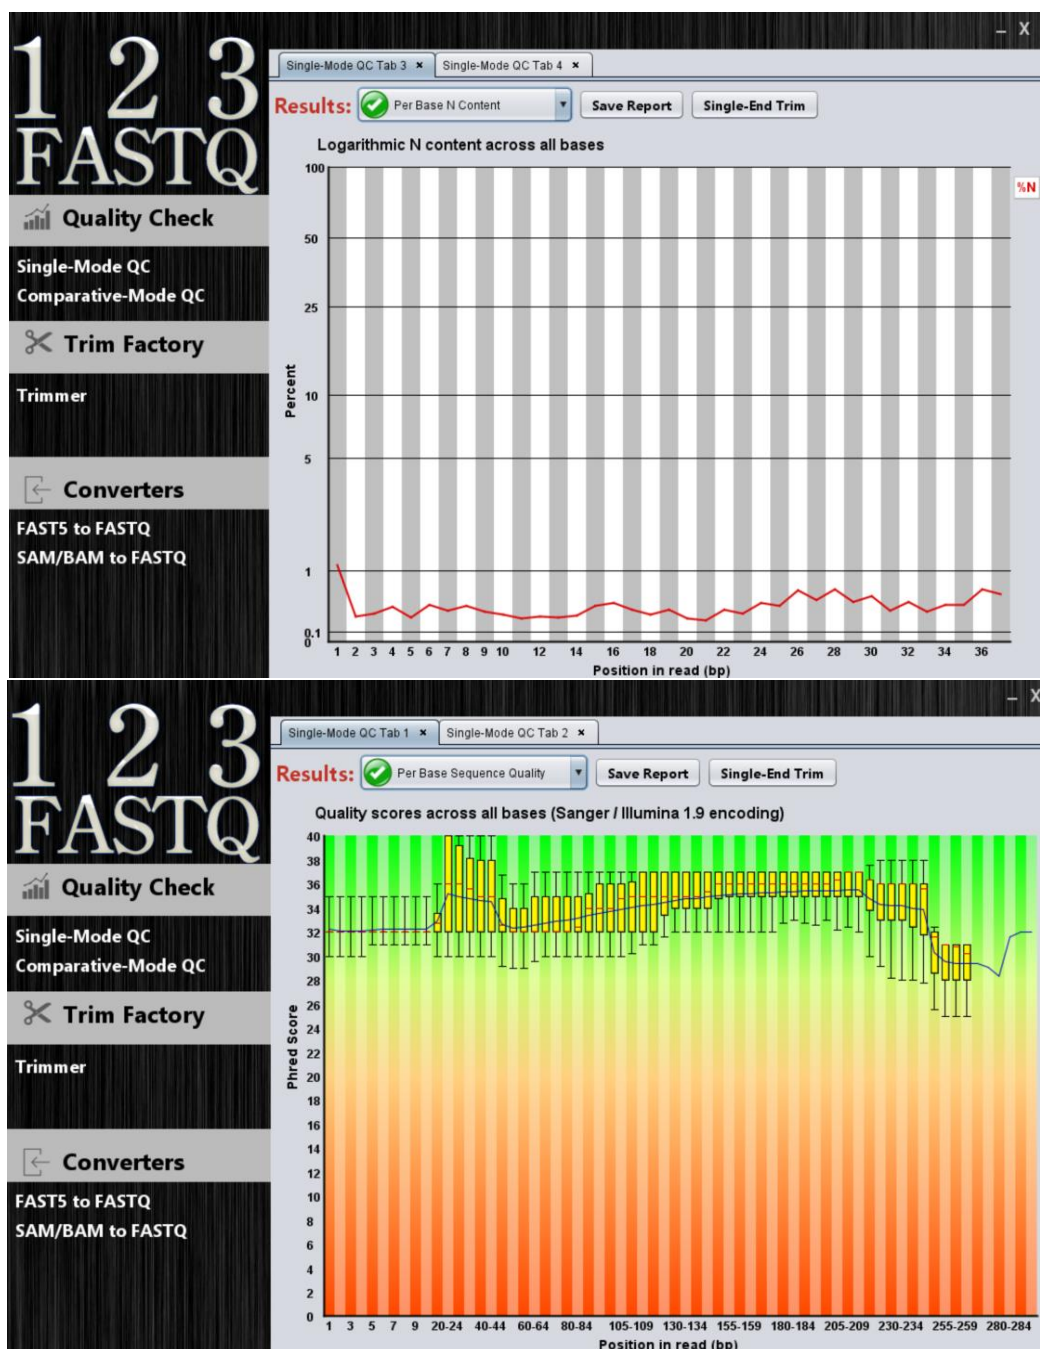 – X
1 2 3
FASTQ
Quality Check
Single-Mode QC
Comparative-Mode QC
Trim Factory
Trimmer
Converters
FAST5 to FASTQ
SAM/BAM to FASTQ
Single-Mode QC Tab 3 × Single-Mode QC Tab 4 ×
Results: Per Base N Content Save Report Single-End Trim
Logarithmic N content across all bases
%N
100
50
25
10
5
1
0.1
0
Percent
1 2 3 4 5 6 7 8 9 10 12 14 16 18 20 22 24 26 28 30 32 34 36
Position in read (bp)
– X
1 2 3
FASTQ
Quality Check
Single-Mode QC
Comparative-Mode QC
Trim Factory
Trimmer
Converters
FAST5 to FASTQ
SAM/BAM to FASTQ
Single-Mode QC Tab 1 × Single-Mode QC Tab 2 ×
Results: Per Base Sequence Quality Save Report Single-End Trim
Quality scores across all bases (Sanger / Illumina 1.9 encoding)
40
38
36
34
32
30
28
26
24
22
20
18
16
14
12
10
8
6
4
2
0
Phred Score
1 3 5 7 9 20-24 40-44 60-64 80-84 105-109 130-134 155-159 180-184 205-209 230-234 255-259 280-284
Position in read (bp)